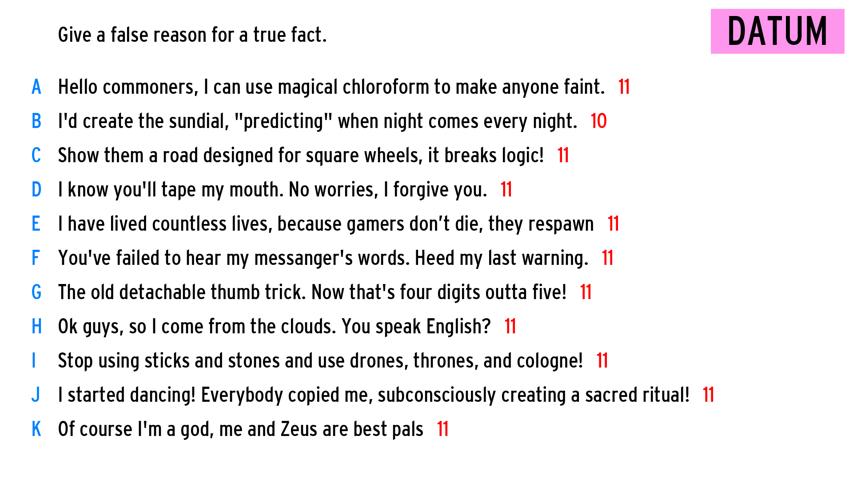 Give a false reason for a true fact.
DATUM
A Hello commoners, I can use magical chloroform to make anyone faint. 11
B I'd create the sundial, "predicting" when night comes every night. 10
C Show them a road designed for square wheels, it breaks logic! 11
D I know you'll tape my mouth. No worries, I forgive you. 11
E I have lived countless lives, because gamers don’t die, they respawn 11
F You've failed to hear my messanger's words. Heed my last warning. 11
G The old detachable thumb trick. Now that's four digits outta five! 11
H Ok guys, so I come from the clouds. You speak English? 11
I Stop using sticks and stones and use drones, thrones, and cologne! 11
J I started dancing! Everybody copied me, subconsciously creating a sacred ritual! 11
K Of course I'm a god, me and Zeus are best pals 11